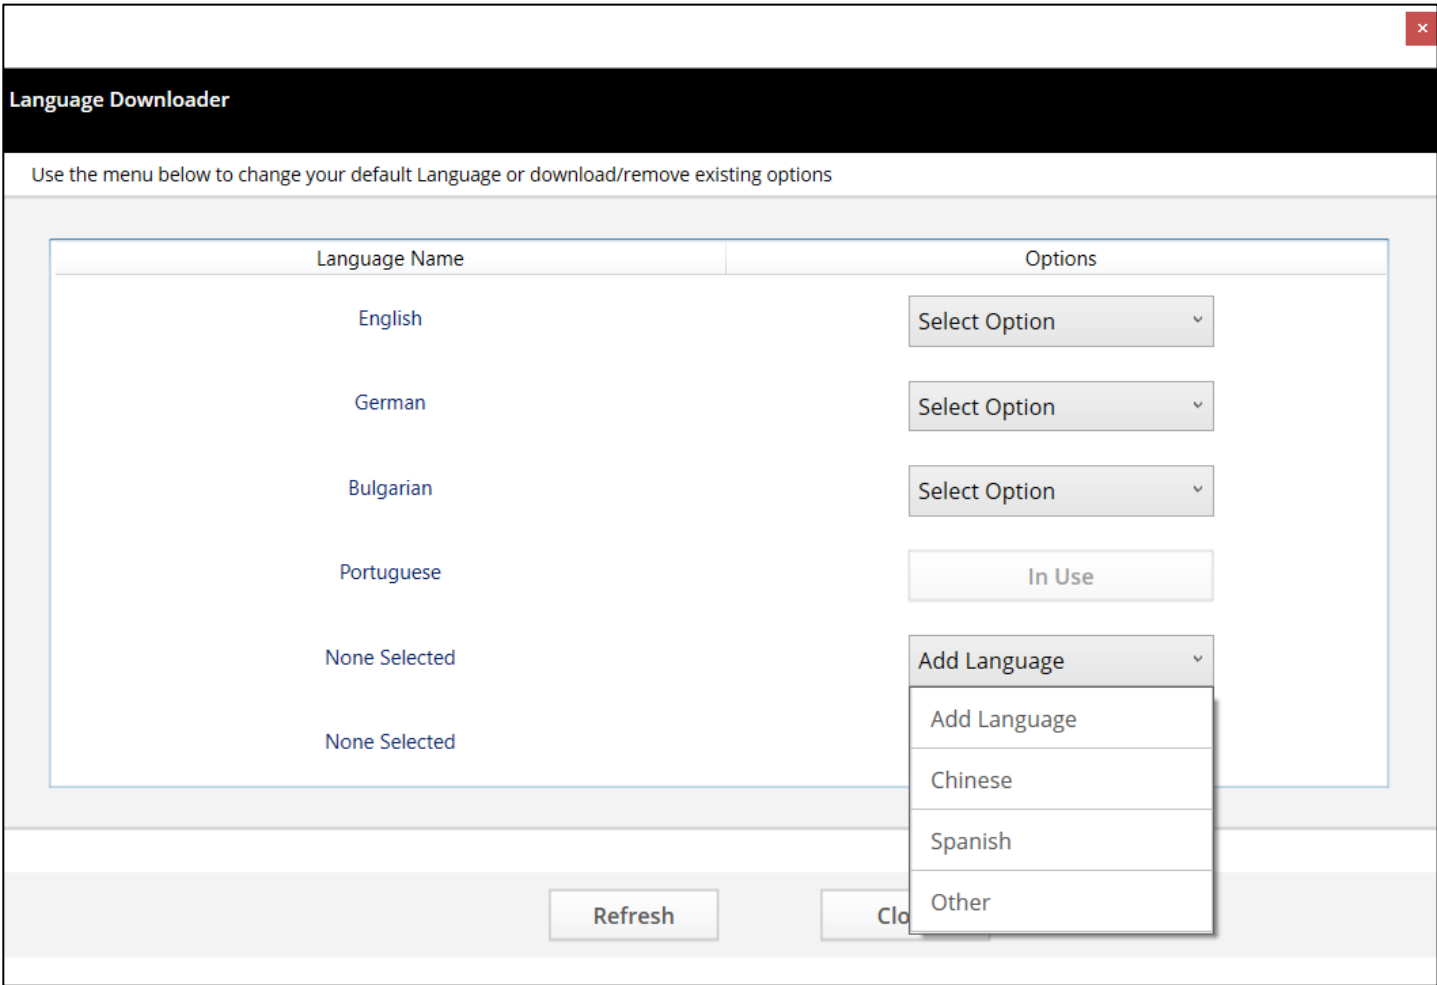 ×
Language Downloader
Use the menu below to change your default Language or download/remove existing options
Language Name Options
English Select Option
German Select Option
Bulgarian Select Option
Portuguese In Use
None Selected Add Language
Add Language
None Selected
Chinese
Spanish
Other
Refresh Clo